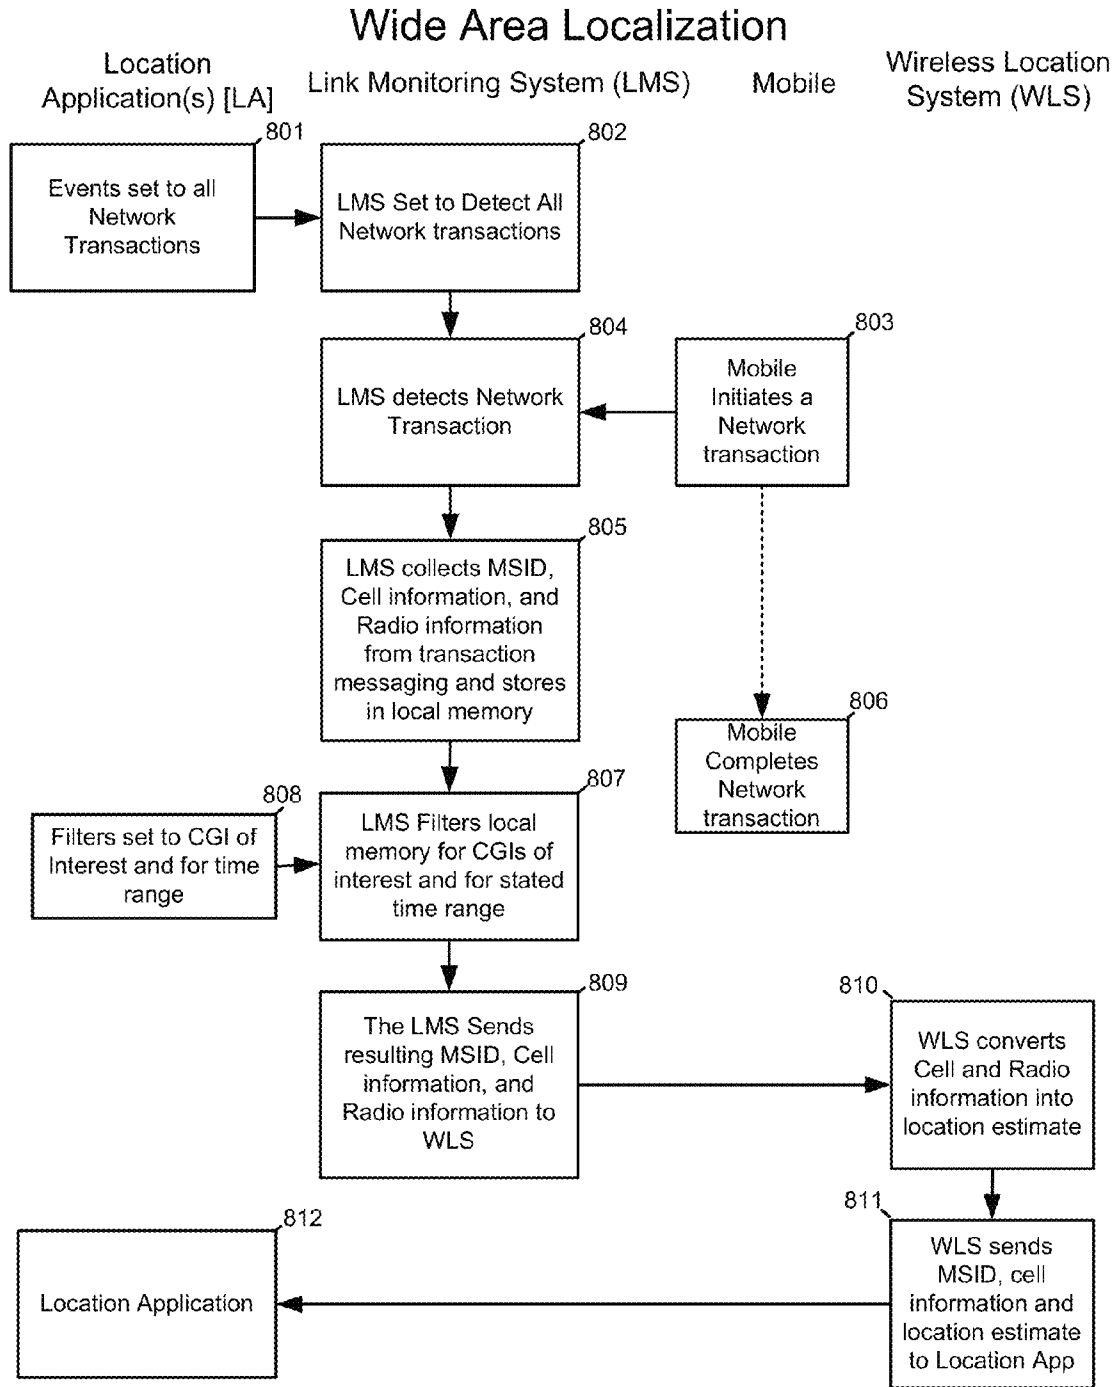 Wide Area Localization
Location
Application(s) [LA]
Link Monitoring System (LMS)
Mobile
Wireless Location
System (WLS)
801
Events set to all
Network
Transactions
802
LMS Set to Detect All
Network transactions
804
LMS detects Network
Transaction
803
Mobile
Initiates a
Network
transaction
805
LMS collects MSID,
Cell information, and
Radio information
from transaction
messaging and stores
in local memory
806
Mobile
Completes
Network
transaction
808
Filters set to CGI of
Interest and for time
range
807
LMS Filters local
memory for CGIs of
interest and for stated
time range
809
The LMS Sends
resulting MSID, Cell
information, and
Radio information to
WLS
810
WLS converts
Cell and Radio
information into
location estimate
811
WLS sends
MSID, cell
information and
location estimate
to Location App
812
Location Application